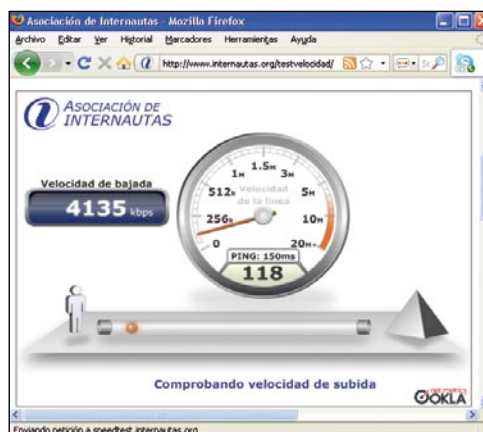 Asociación de Internautas - Mozilla Firefox
Archivo Editar Ver Historial Marcadores Herramientas Ayuda
http://www.internautas.org/testvelocidad/
ASOCIACIÓN DE
INTERNAUTAS
Velocidad de bajada
4135 kbps
Velocidad
de la línea
0
256k
512k
1M
1.5M
3M
5M
10M
20M+
PING: 150ms
118
Comprobando velocidad de subida
OOKLA
Enviando petición a speedtest.internautas.org